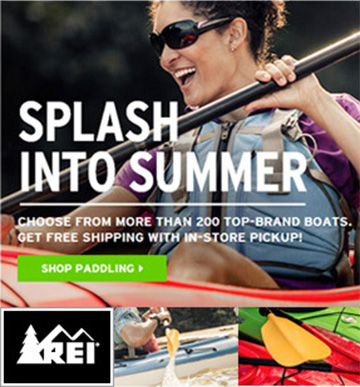 SPLASH
INTO SUMMER
CHOOSE FROM MORE THAN 200 TOP-BRAND BOATS.
GET FREE SHIPPING WITH IN-STORE PICKUP!
SHOP PADDLING
REI